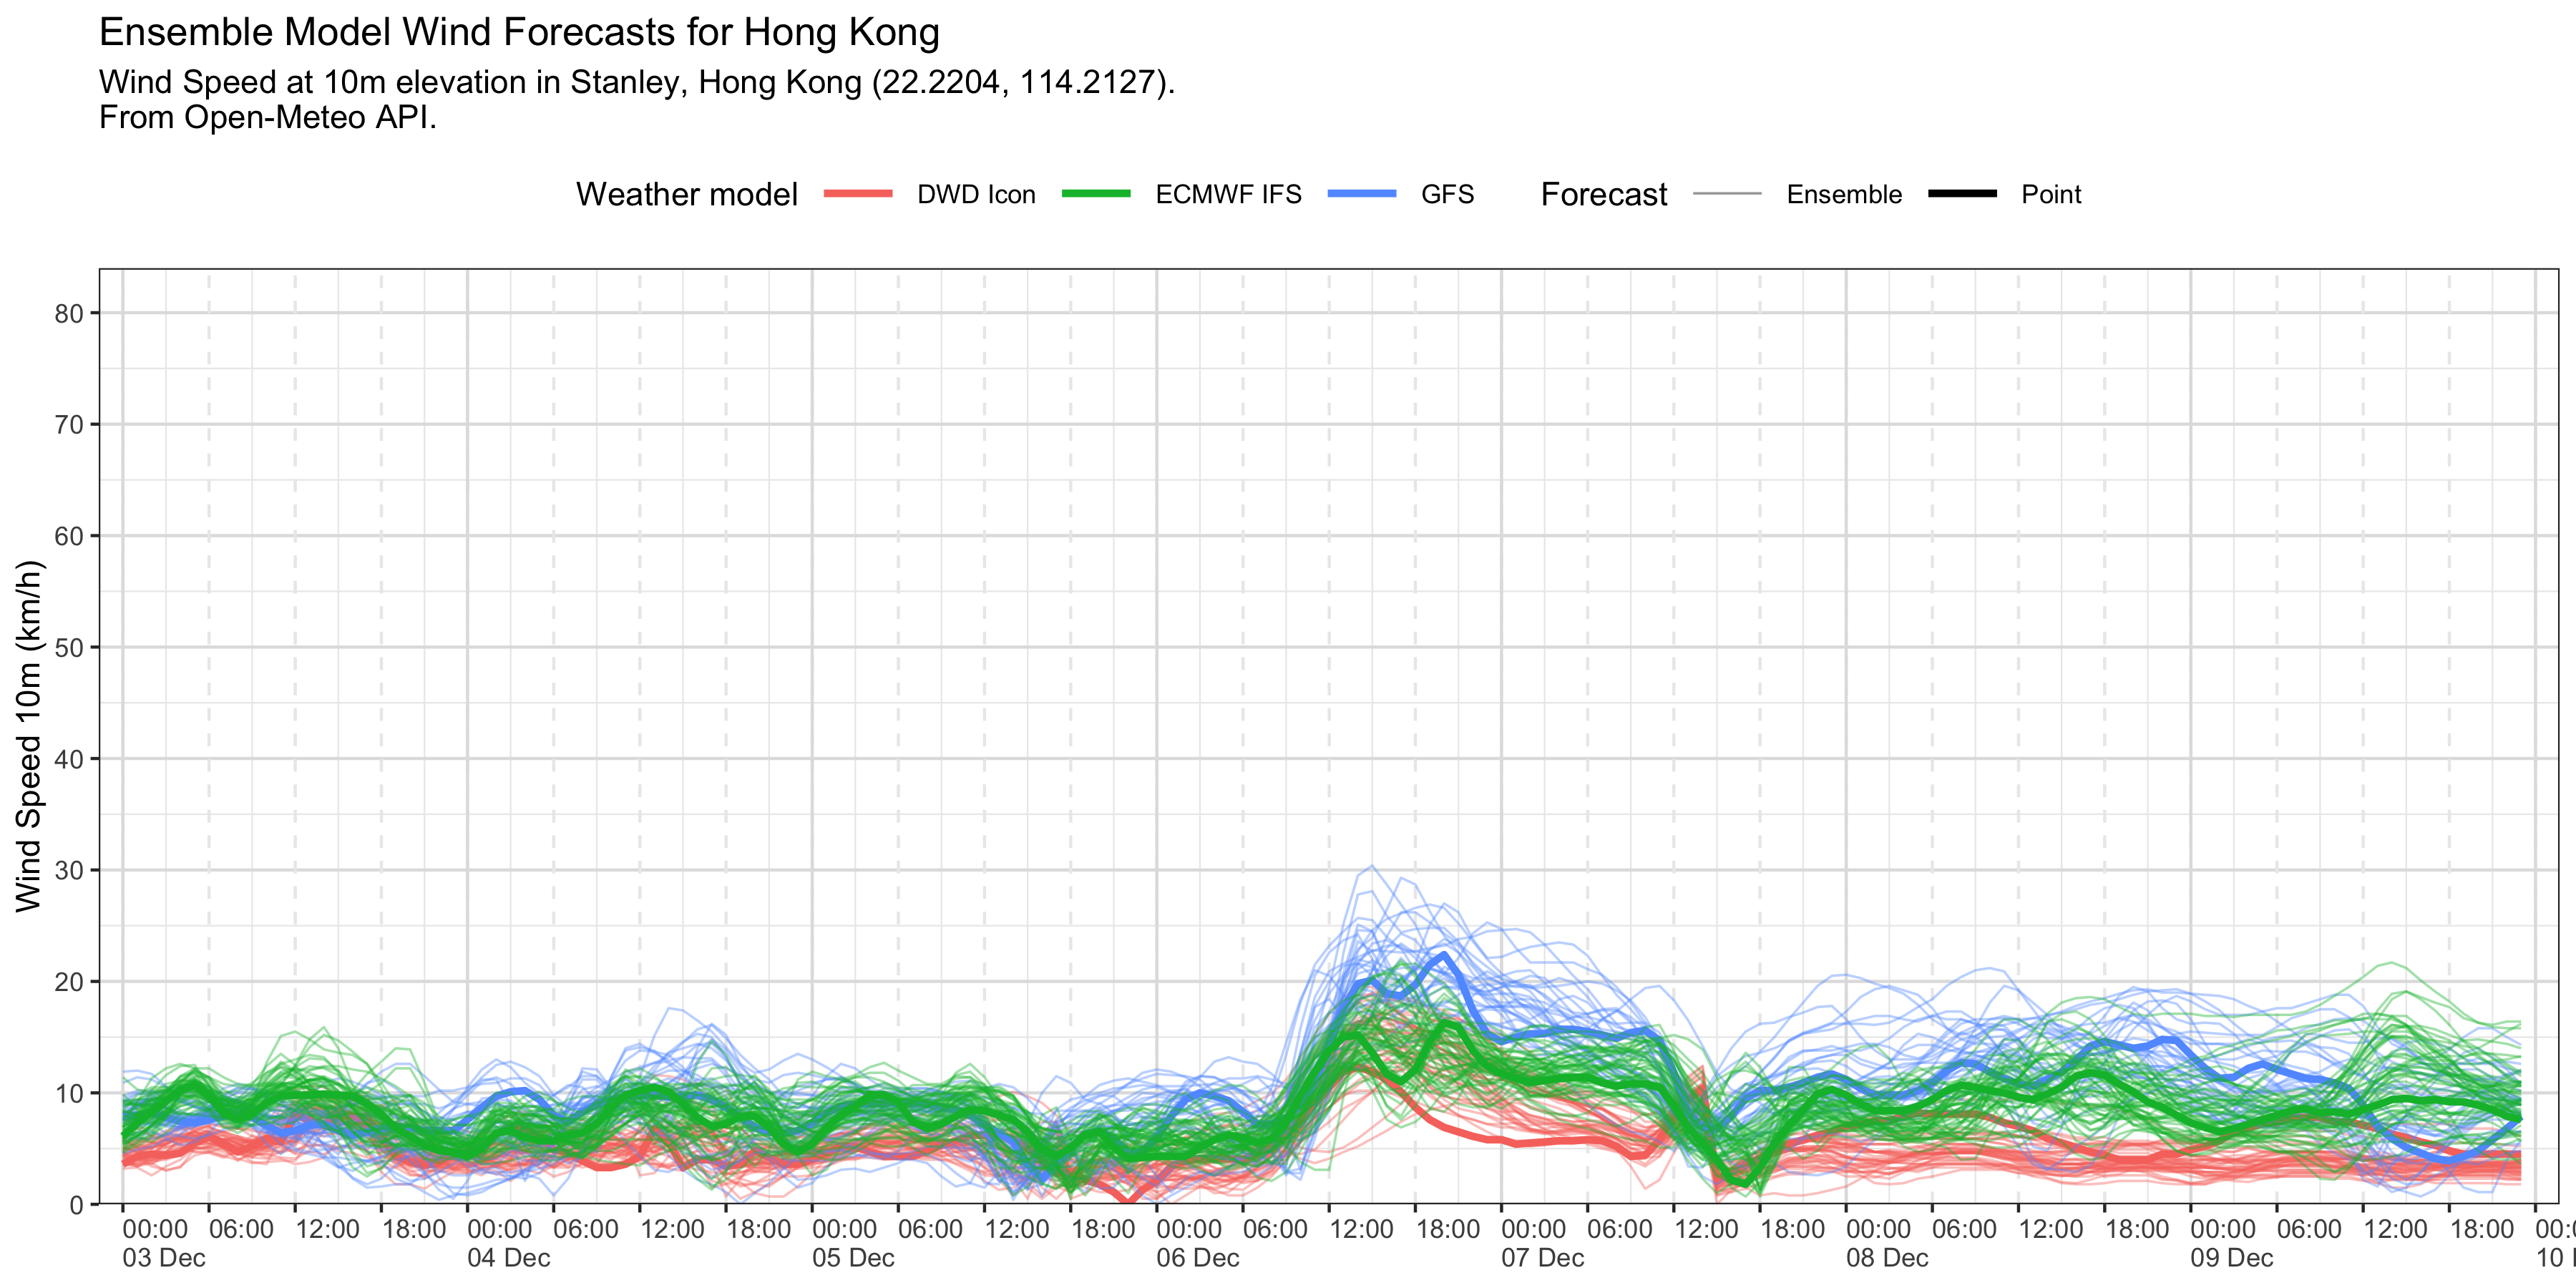 Ensemble Model Wind Forecasts for Hong Kong
Wind Speed at 10m elevation in Stanley, Hong Kong (22.2204, 114.2127).
From Open-Meteo API.
Weather model DWD Icon ECMWF IFS GFS Forecast Ensemble Point
Wind Speed 10m (km/h)
80
70
60
50
40
30
20
10
0
00:00 06:00 12:00 18:00 00:00 06:00 12:00 18:00 00:00 06:00 12:00 18:00 00:00 06:00 12:00 18:00 00:00 06:00 12:00 18:00 00:00 06:00 12:00 18:00 00:00 06:00 12:00 18:00
03 Dec 04 Dec 05 Dec 06 Dec 07 Dec 08 Dec 09 Dec 10